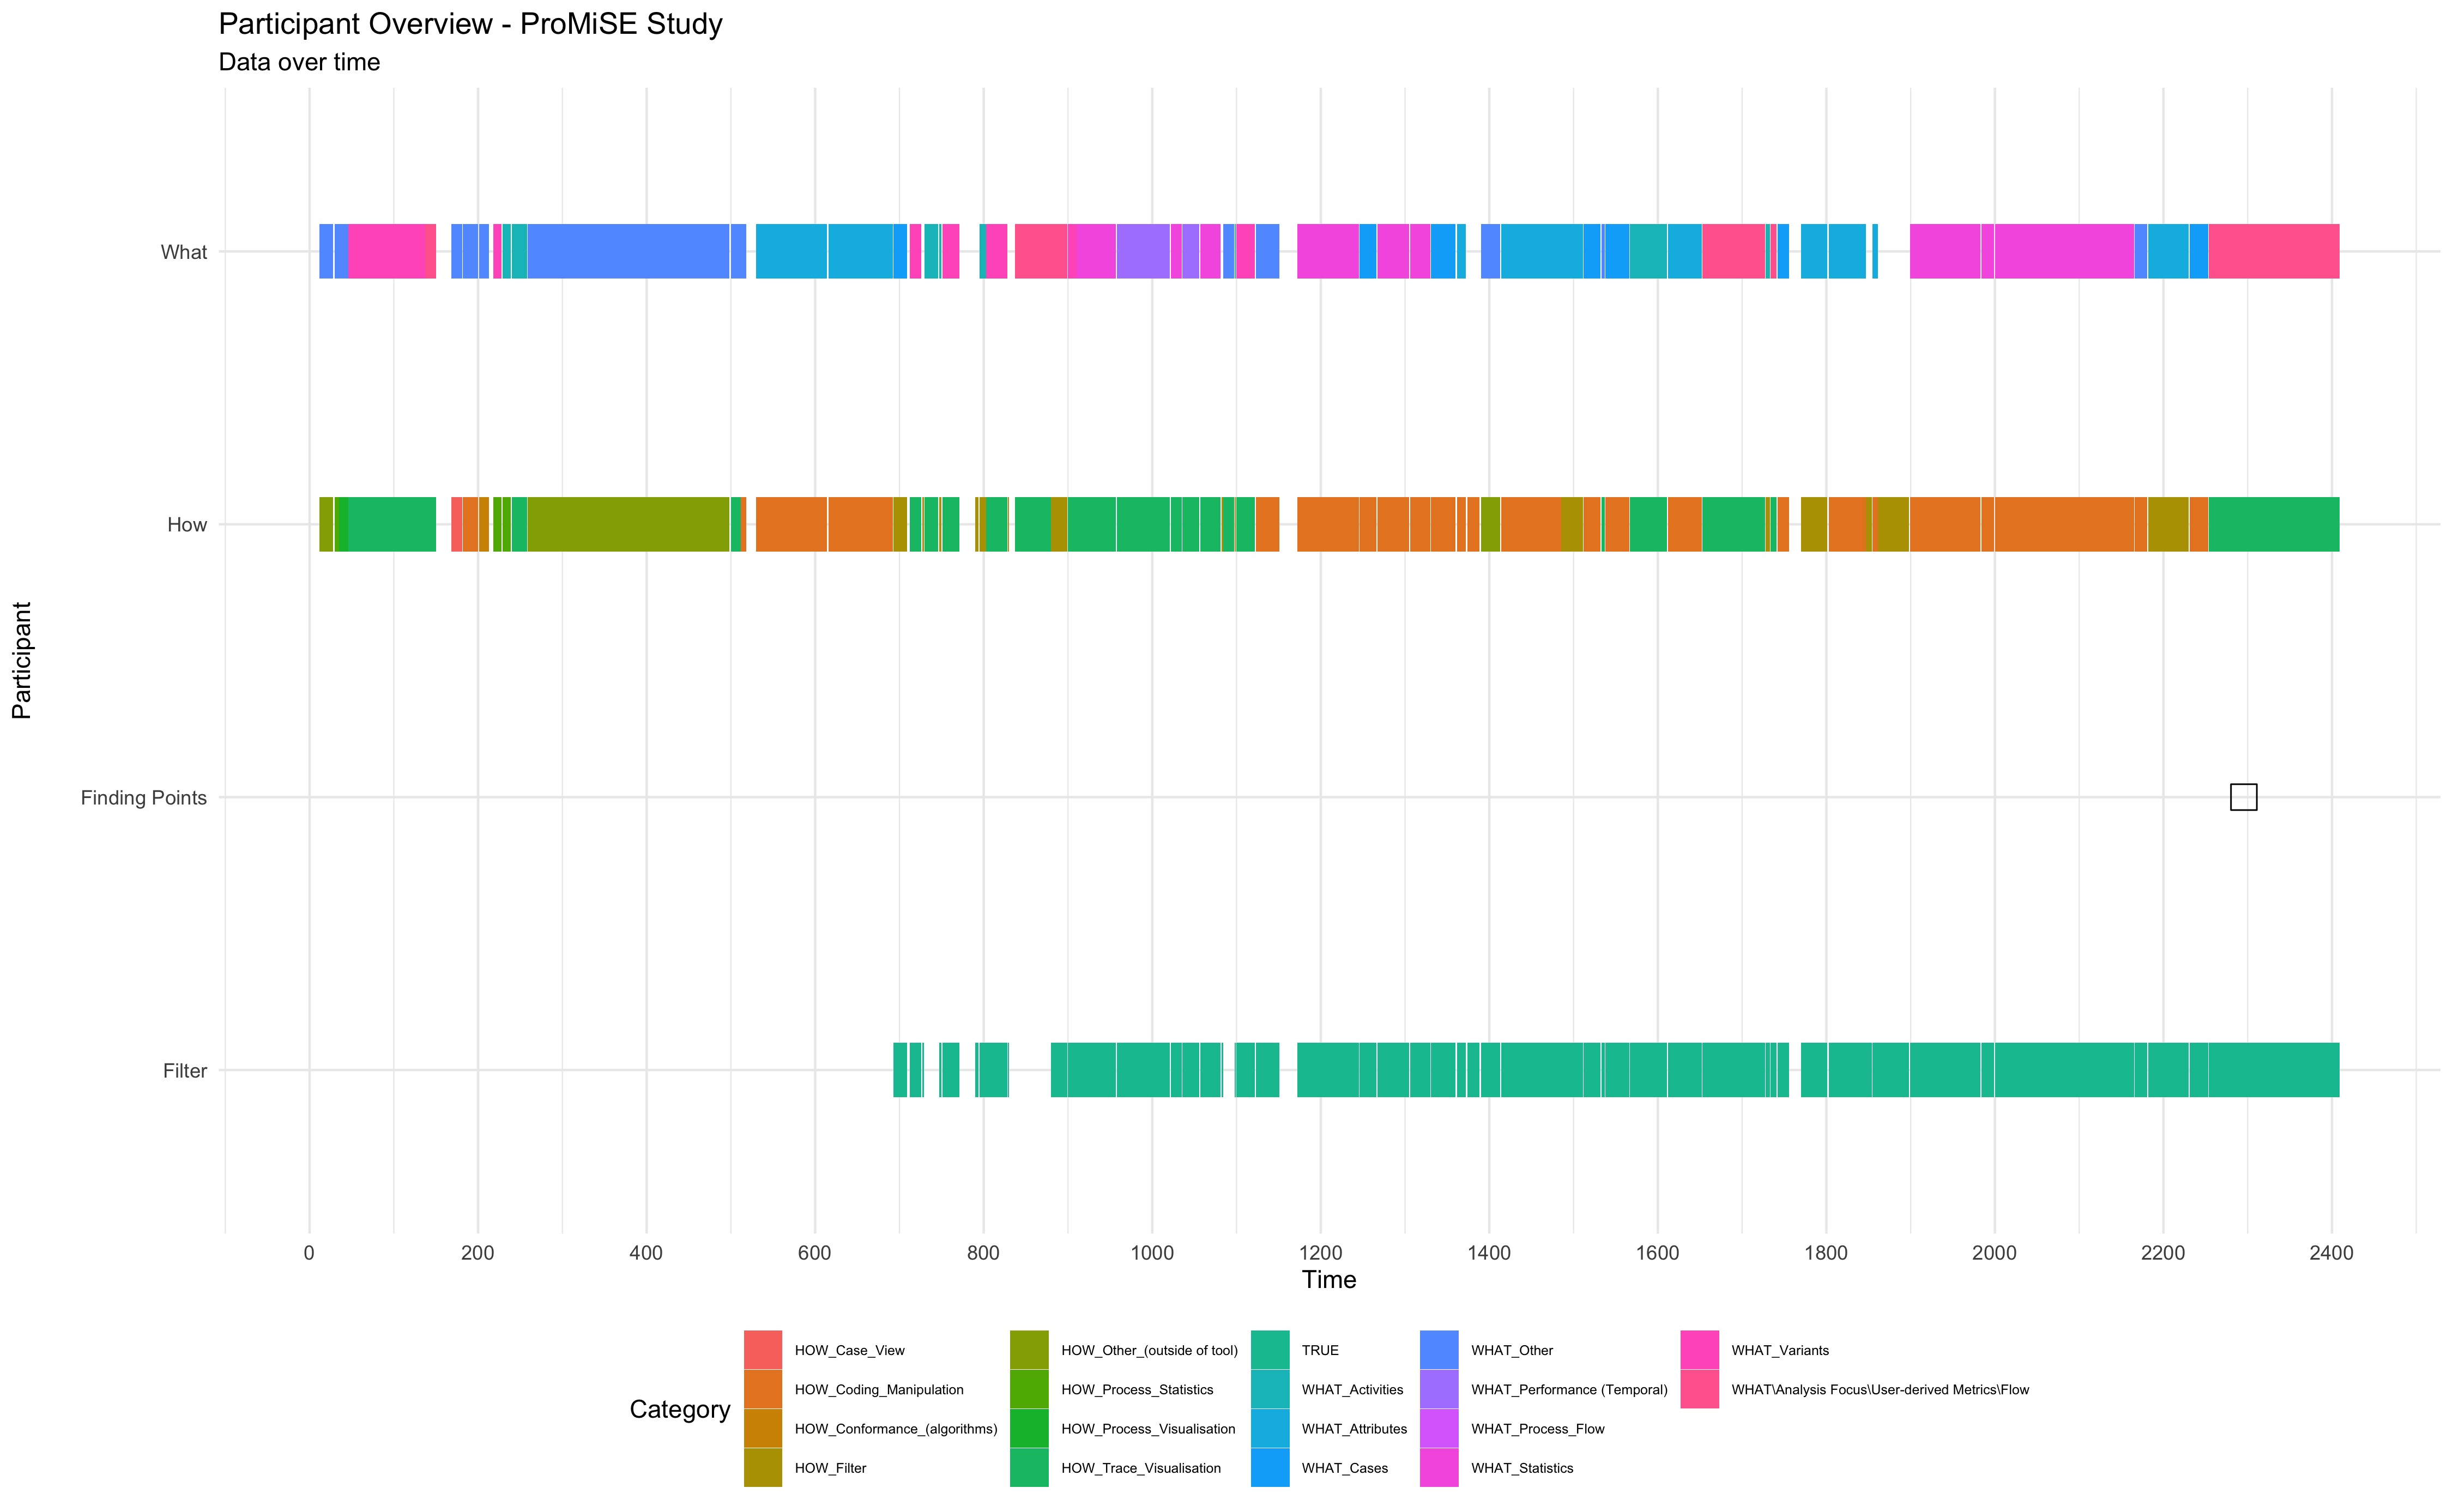 Participant Overview - ProMiSE Study
Data over time
Participant
What
How
Finding Points
Filter
0 200 400 600 800 1000 1200 1400 1600 1800 2000 2200 2400
Time
Category
HOW_Case_View
HOW_Coding_Manipulation
HOW_Conformance_(algorithms)
HOW_Filter
HOW_Other_(outside of tool)
HOW_Process_Statistics
HOW_Process_Visualisation
HOW_Trace_Visualisation
TRUE
WHAT_Activities
WHAT_Attributes
WHAT_Cases
WHAT_Other
WHAT_Performance (Temporal)
WHAT_Process_Flow
WHAT_Statistics
WHAT_Variants
WHAT\Analysis Focus\User-derived Metrics\Flow